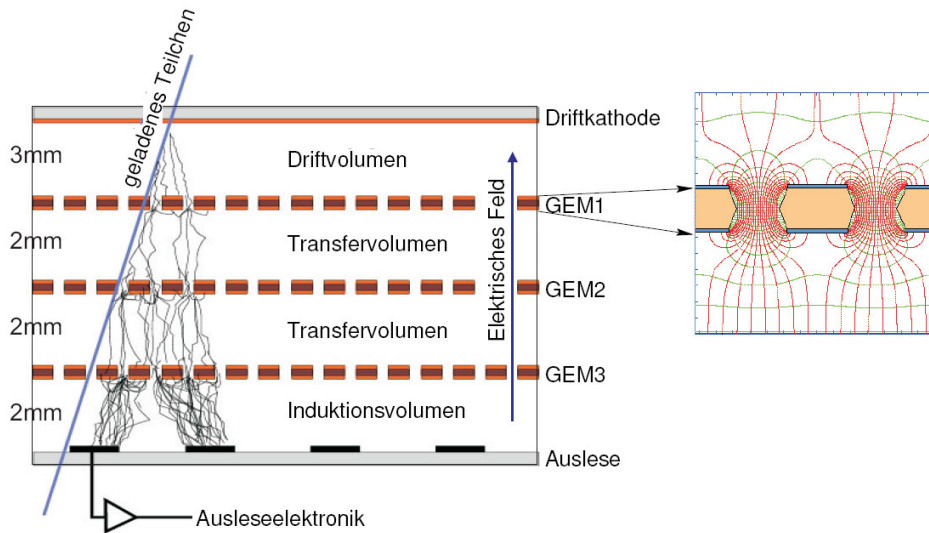 geladenes Teilchen
Driftkathode
3mm
Driftvolumen
GEM1
2mm
Transfervolumen
Elektrisches Feld
GEM2
2mm
Transfervolumen
GEM3
2mm
Induktionsvolumen
Auslese
Ausleseelektronik